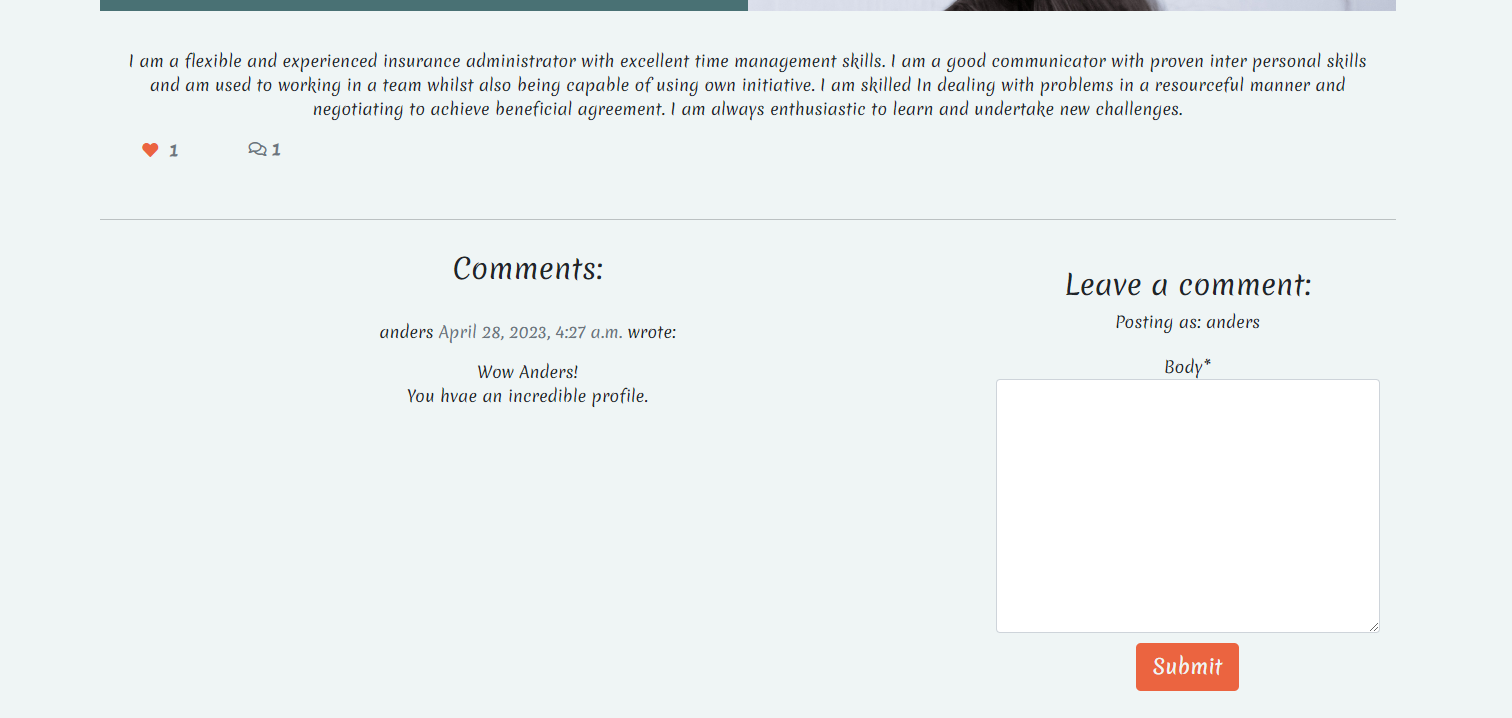 I am a flexible and experienced insurance administrator with excellent time management skills. I am a good communicator with proven inter personal skills
and am used to working in a team whilst also being capable of using own initiative. I am skilled In dealing with problems in a resourceful manner and
negotiating to achieve beneficial agreement. I am always enthusiastic to learn and undertake new challenges.
1 1
Comments:
Leave a comment:
Posting as: anders
anders April 28, 2023, 4:27 a.m. wrote:
Wow Anders!
You hvae an incredible profile.
Body*
Submit